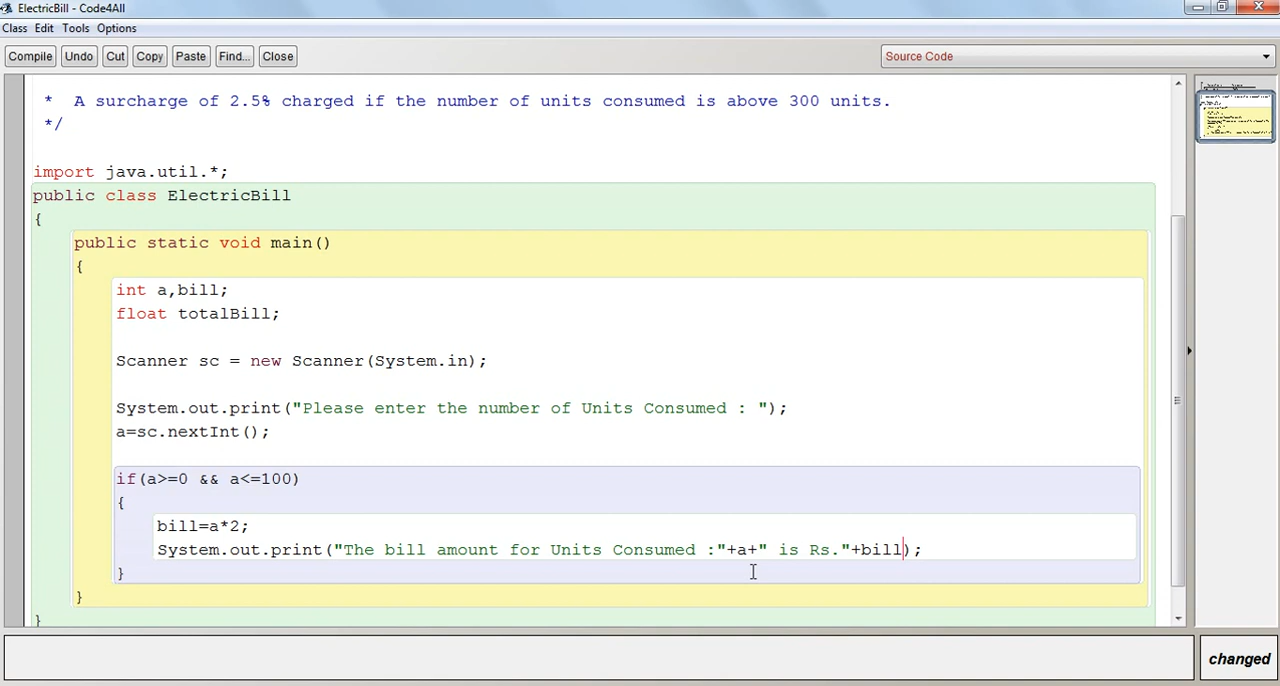 ElectricBill - Code4All
Class Edit Tools Options
Compile Undo Cut Copy Paste Find... Close Source Code
* A surcharge of 2.5% charged if the number of units consumed is above 300 units.
*/
import java.util.*;
public class ElectricBill
{
public static void main()
{
int a,bill;
float totalBill;
Scanner sc = new Scanner(System.in);
System.out.print("Please enter the number of Units Consumed : ");
a=sc.nextInt();
if(a>=0 && a<=100)
{
bill=a*2;
System.out.print("The bill amount for Units Consumed :"+a+" is Rs."+bill);
}
}
}
changed